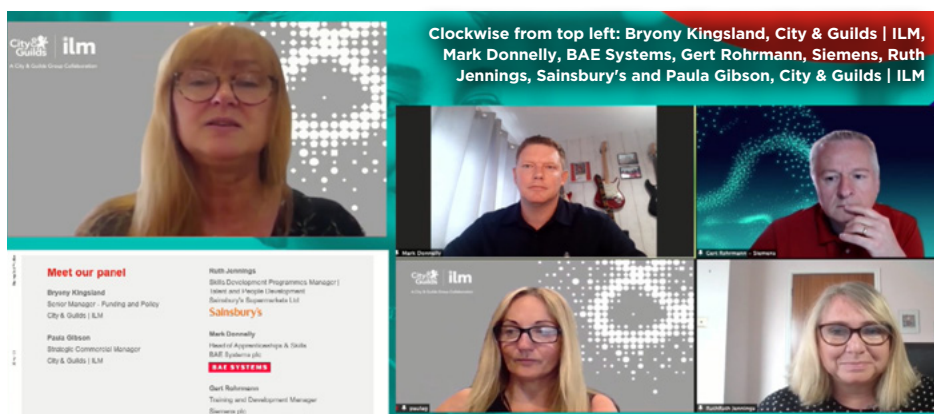 City& Guilds | ilm
A City & Guilds Group Collaboration
Clockwise from top left: Bryony Kingsland, City & Guilds | ILM,
Mark Donnelly, BAE Systems, Gert Rohrmann, Siemens, Ruth
Jennings, Sainsbury's and Paula Gibson, City & Guilds | ILM
Mark Donnelly
Gert Rohrmann - Siemens
Meet our panel
Bryony Kingsland
Senior Manager - Funding and Policy
City & Guilds | ILM
Paula Gibson
Strategic Commercial Manager
City & Guilds | ILM
Ruth Jennings
Skills Development Programmes Manager |
Talent and People Development
Sainsbury's Supermarkets Ltd
Sainsbury's
Mark Donnelly
Head of Apprenticeships & Skills
BAE Systems plc
BAE SYSTEMS
Gert Rohrmann
Training and Development Manager
Siemens plc
City& Guilds | ilm
A City & Guilds Group Collaboration
RuthRuth Jennings